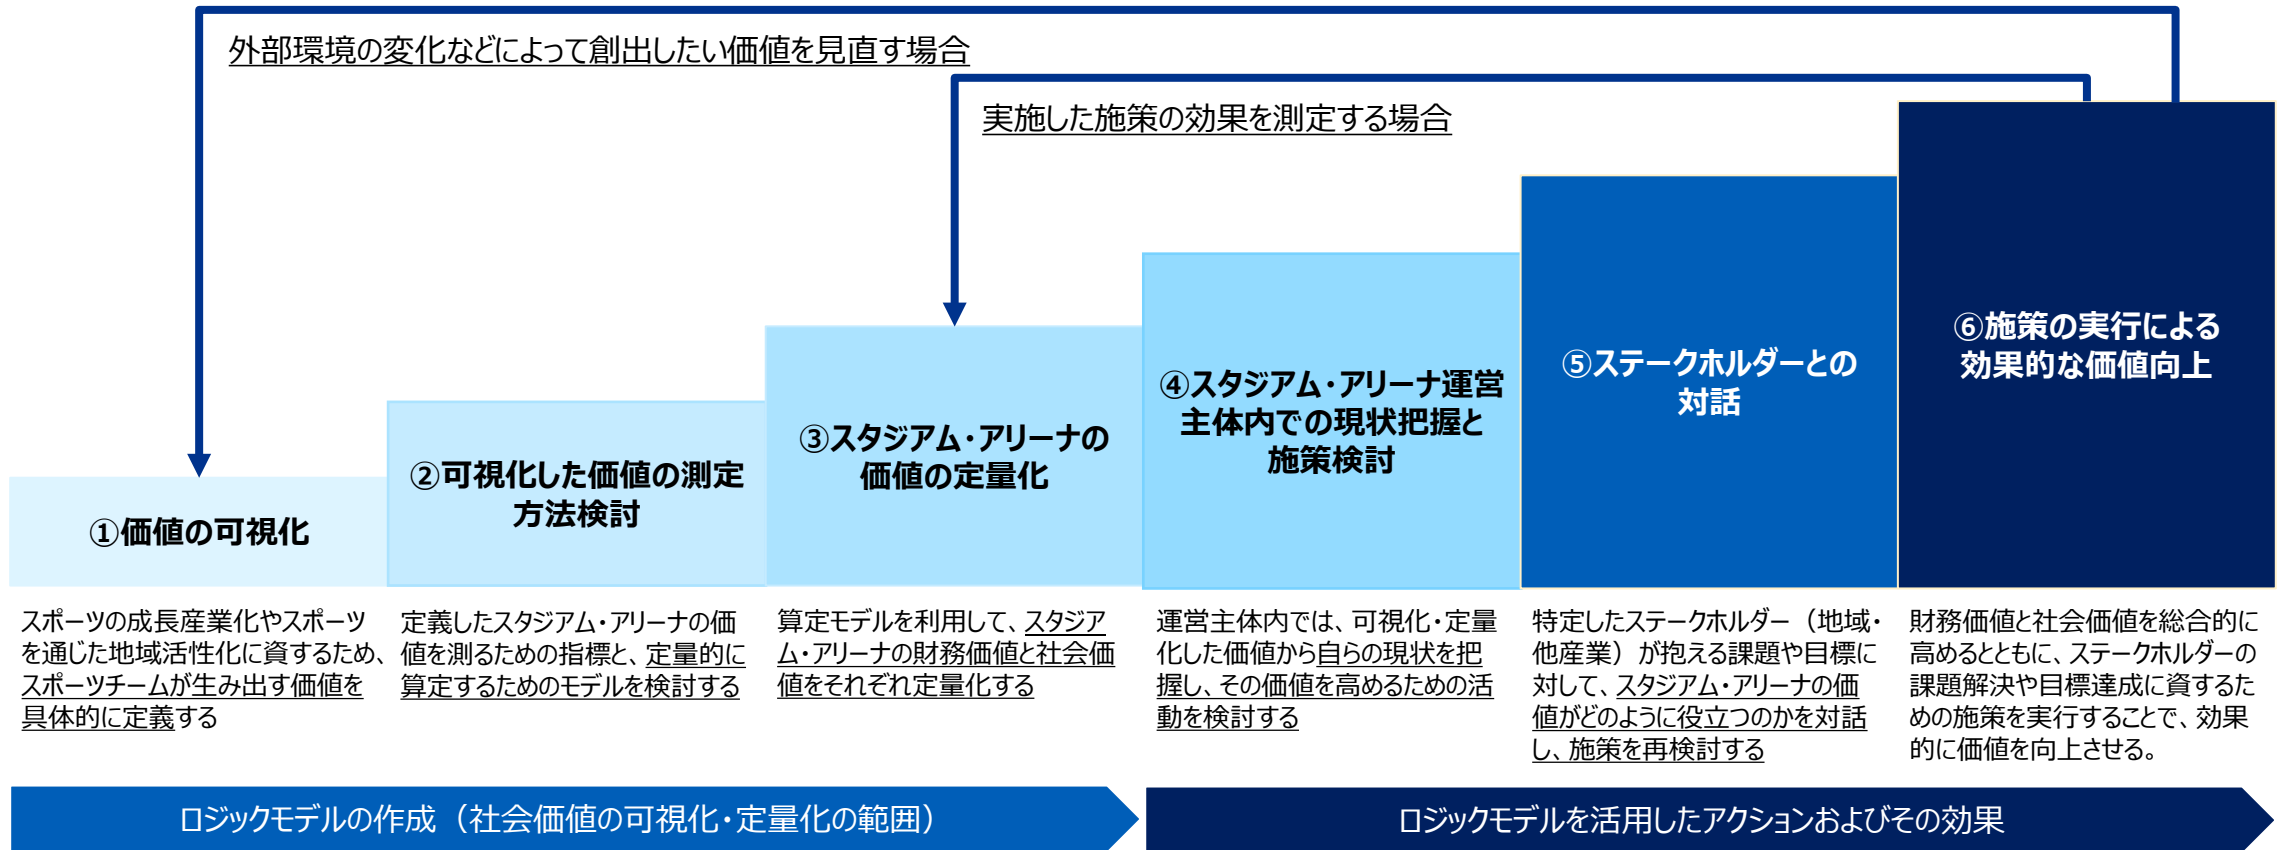 外部環境の変化などによって創出したい価値を見直す場合
実施した施策の効果を測定する場合
①価値の可視化
②可視化した価値の測定
方法検討
③スタジアム・アリーナの
価値の定量化
④スタジアム・アリーナ運営
主体内での現状把握と
施策検討
⑤ステークホルダーとの
対話
⑥施策の実行による
効果的な価値向上
スポーツの成長産業化やスポーツ
を通じた地域活性化に資するため、
スポーツチームが生み出す価値を
具体的に定義する
定義したスタジアム・アリーナの価
値を測るための指標と、定量的に
算定するためのモデルを検討する
算定モデルを利用して、スタジア
ム・アリーナの財務価値と社会価
値をそれぞれ定量化する
運営主体内では、可視化・定量
化した価値から自らの現状を把
握し、その価値を高めるための活
動を検討する
特定したステークホルダー（地域・
他産業）が抱える課題や目標に
対して、スタジアム・アリーナの価
値がどのように役立つのかを対話
し、施策を再検討する
財務価値と社会価値を総合的に
高めるとともに、ステークホルダーの
課題解決や目標達成に資するた
めの施策を実行することで、効果
的に価値を向上させる。
ロジックモデルの作成（社会価値の可視化・定量化の範囲）
ロジックモデルを活用したアクションおよびその効果